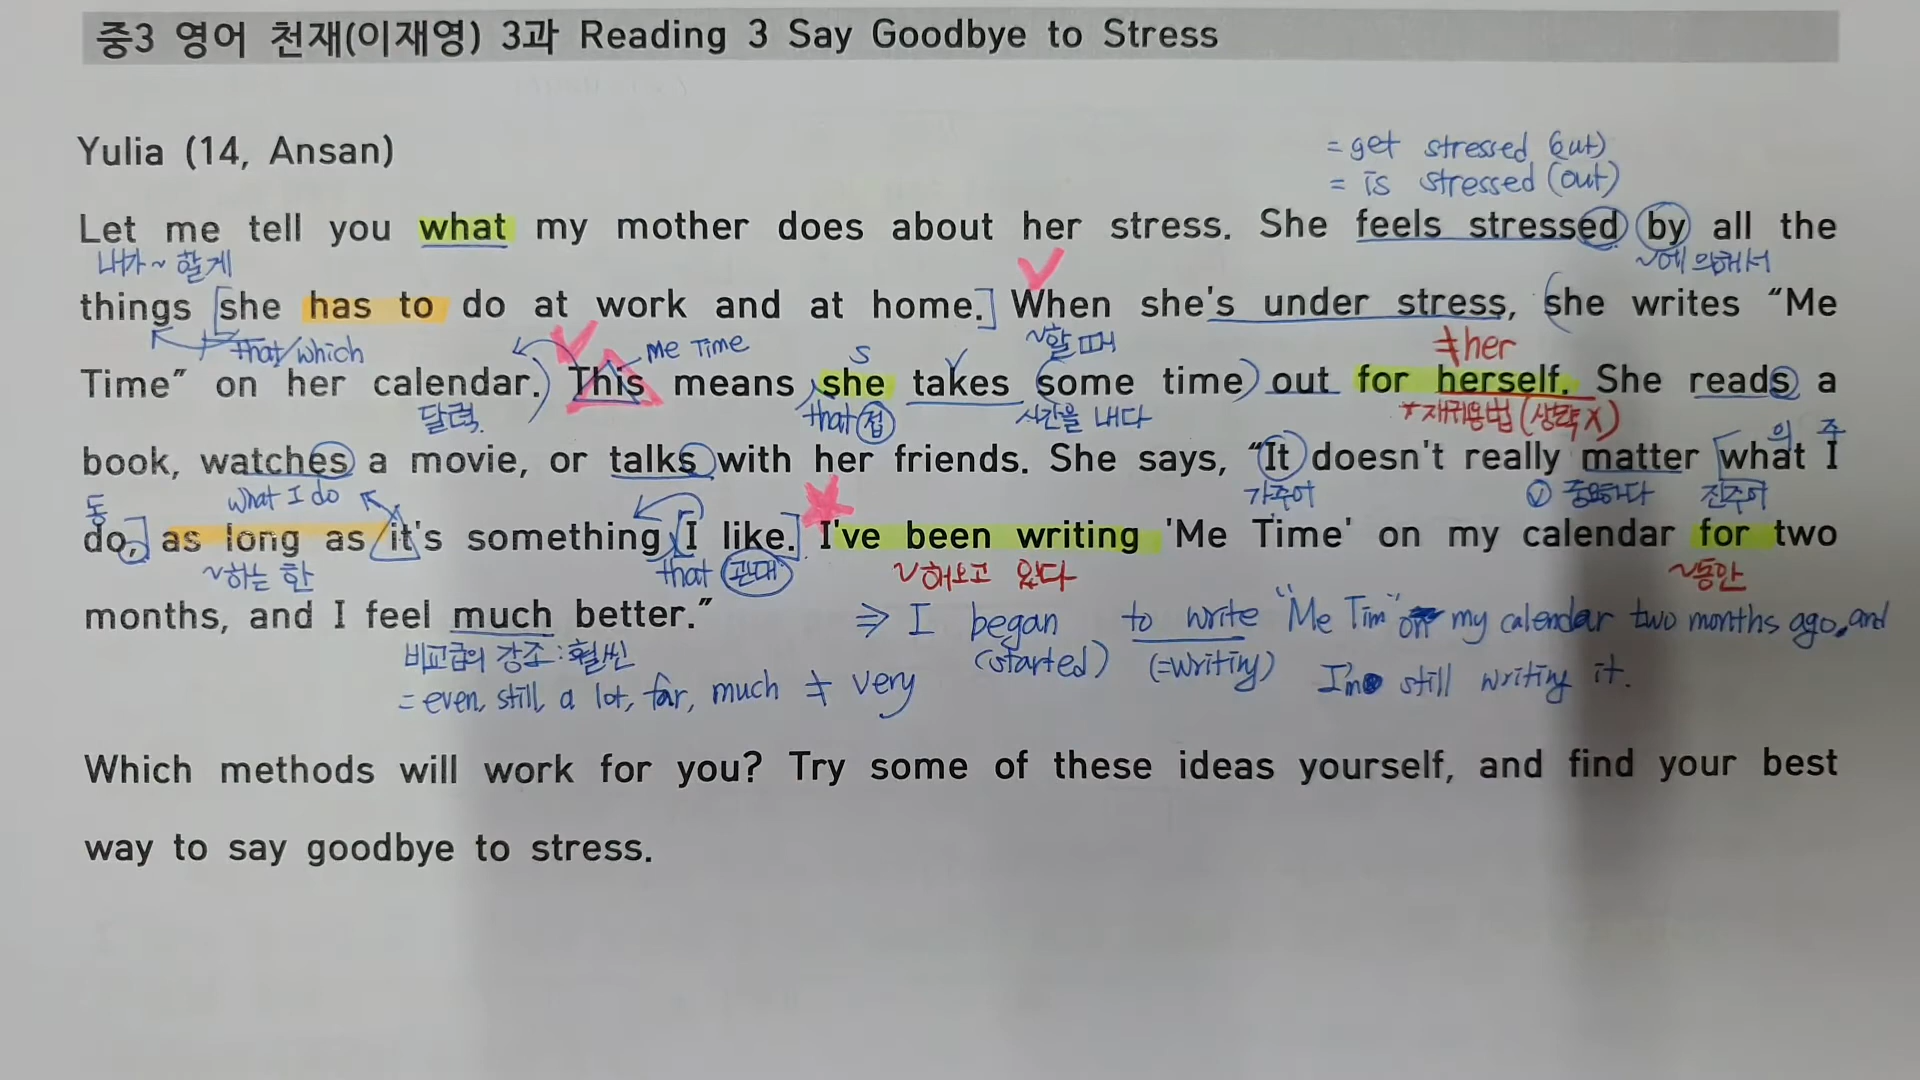 중3 영어 천재(이재영) 3과 Reading 3 Say Goodbye to Stress
Yulia (14, Ansan)
= get stressed (out)
= is stressed (out)
Let me tell you what my mother does about her stress. She feels stressed by all the
내가~할게
~에 의해서
things she has to do at work and at home. When she's under stress, she writes “Me
that/which
Me Time
S
V
~할 때
≠her
Time” on her calendar. This means she takes some time out for herself. She reads a
달력.
that 접
시간을 내다
*재귀용법 (생략X)
의 주
book, watches a movie, or talks with her friends. She says, “It doesn't really matter what I
동
what I do
가주어
ⓥ 중요하다
진주어
do, as long as it's something I like. I've been writing 'Me Time' on my calendar for two
~하는 한
that 관대
~해오고 있다
~동안
months, and I feel much better.”
⇒ I began to write “Me Tim” on my calendar two months ago, and
비교급의 강조:훨씬
(started) (=writing) I'm still writing it.
= even, still, a lot, far, much ≠ very
Which methods will work for you? Try some of these ideas yourself, and find your best
way to say goodbye to stress.